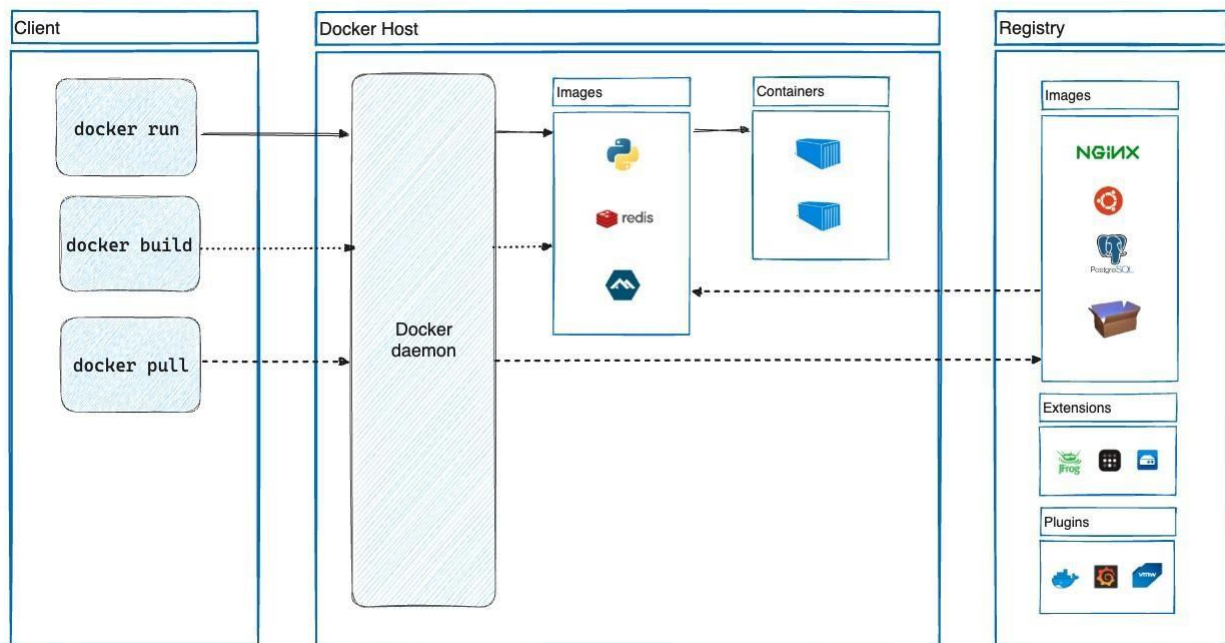 Client
docker run
docker build
docker pull
Docker Host
Docker
daemon
Images
redis
Containers
Registry
Images
NGINX
PostgreSQL
Extensions
JFrog
Plugins
vmw